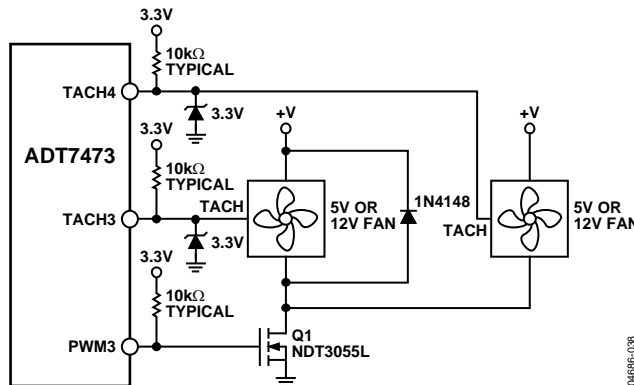 3.3V
10kΩ
TYPICAL
TACH4
3.3V
3.3V
+V
+V
ADT7473
10kΩ
TYPICAL
TACH
5V OR
12V FAN
1N4148
5V OR
12V FAN
TACH3
TACH
3.3V
3.3V
10kΩ
TYPICAL
Q1
NDT3055L
PWM3
04686-038